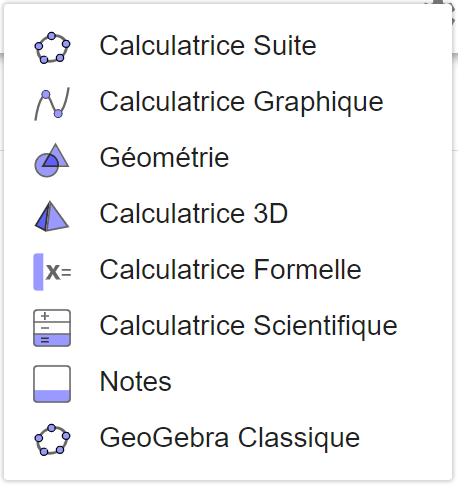 Calculatrice Suite
Calculatrice Graphique
Géométrie
Calculatrice 3D
x= Calculatrice Formelle
Calculatrice Scientifique
Notes
GeoGebra Classique